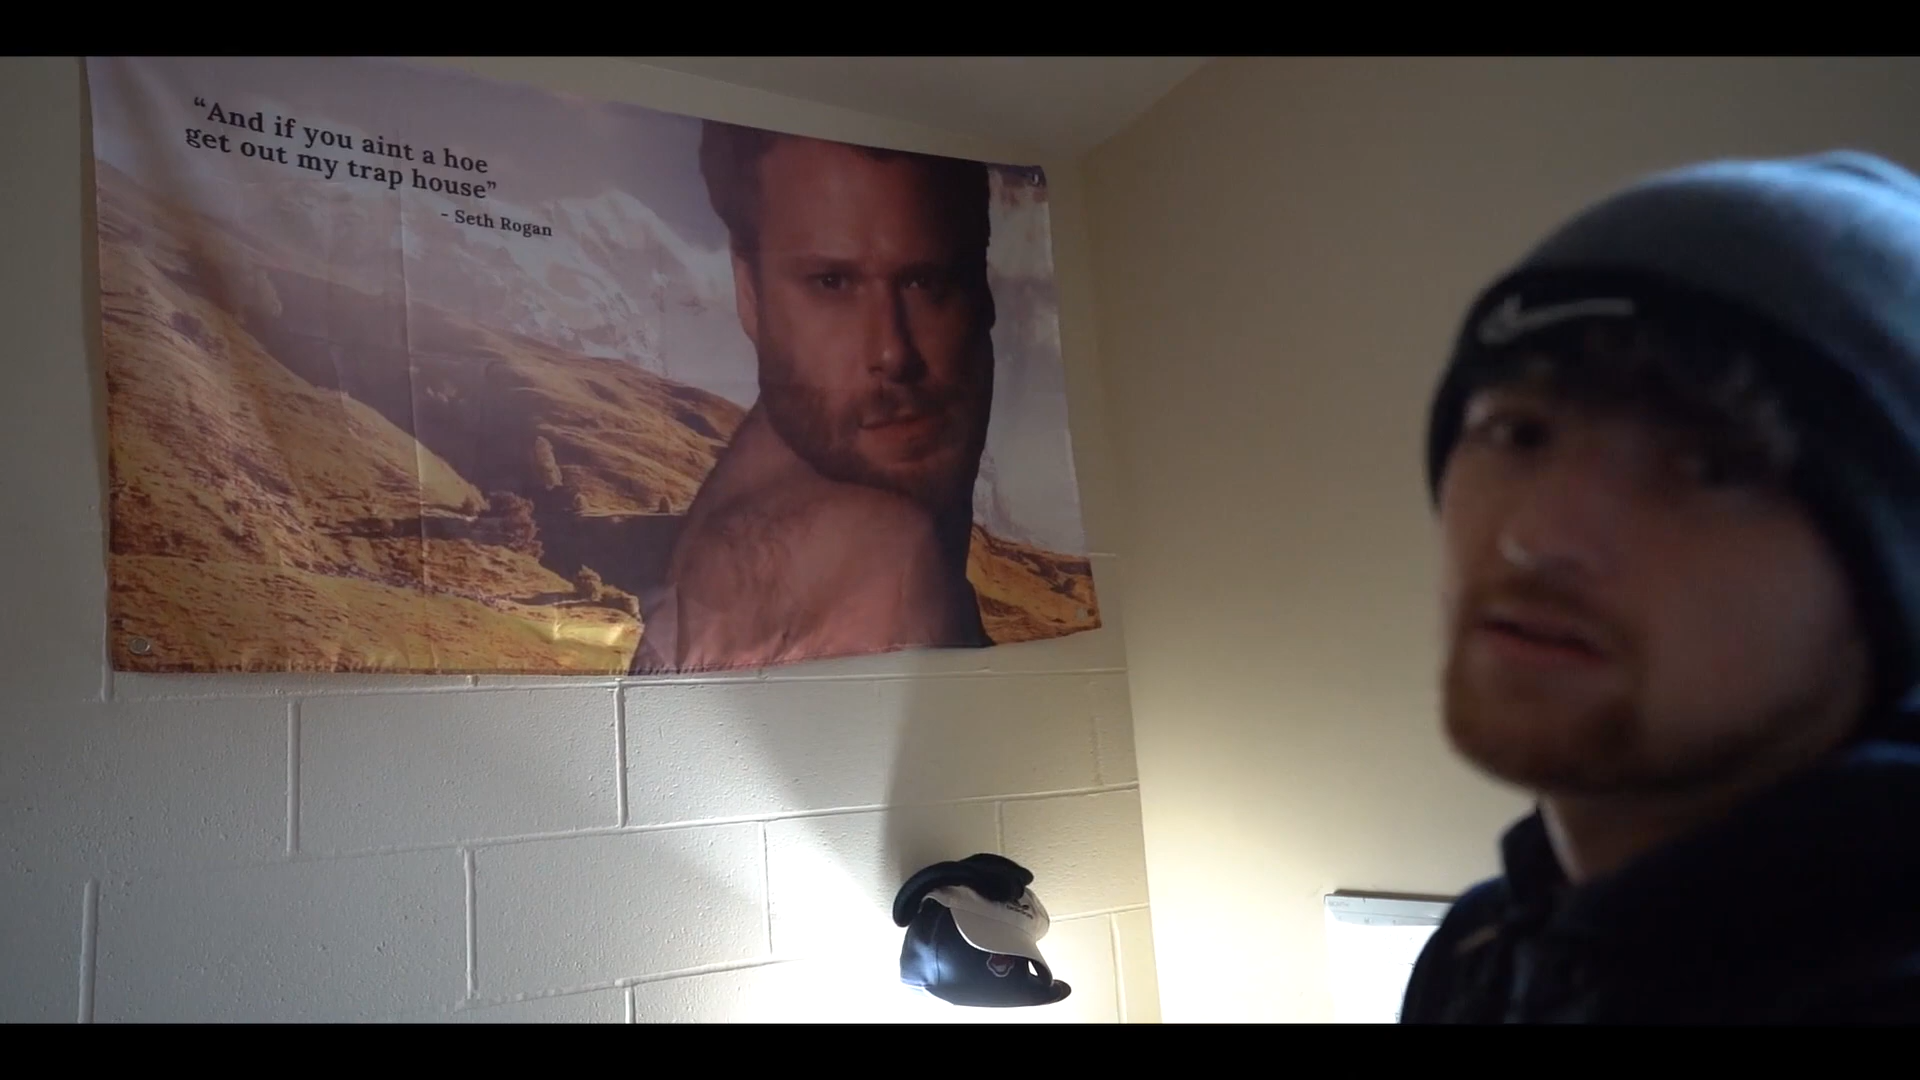 “And if you aint a hoe
get out my trap house”
- Seth Rogan